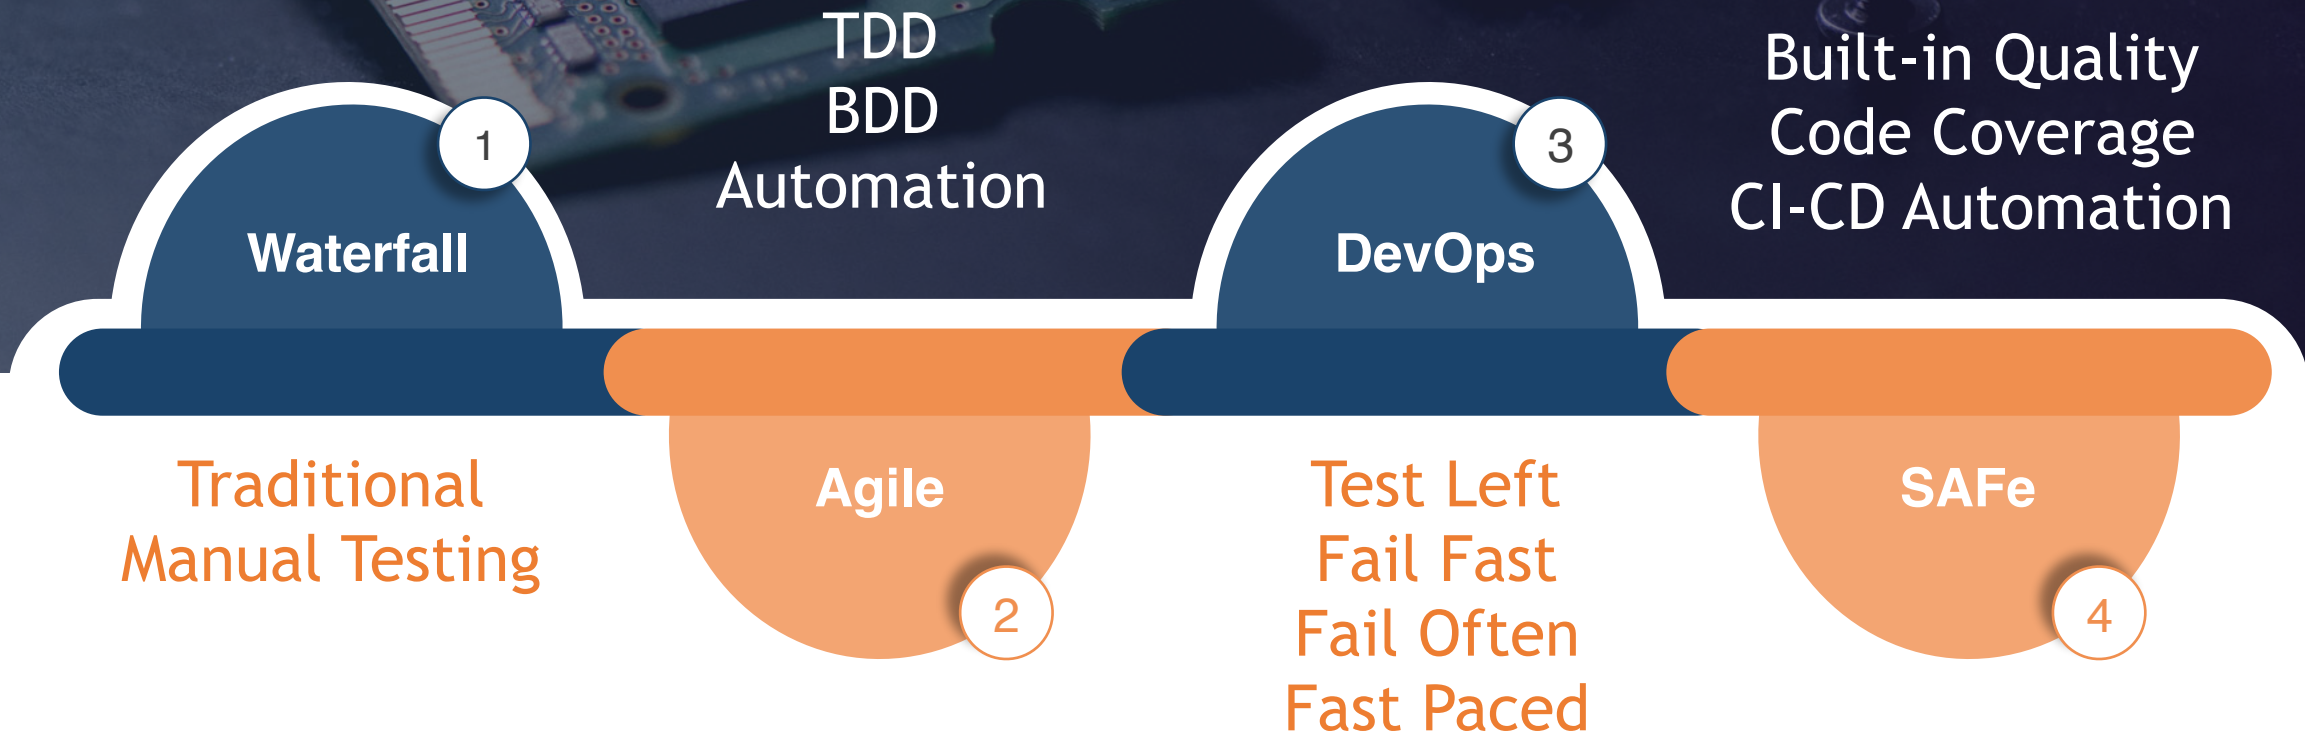 1
Waterfall
Traditional
Manual Testing
TDD
BDD
Automation
Agile
2
3
DevOps
Test Left
Fail Fast
Fail Often
Fast Paced
Built-in Quality
Code Coverage
CI-CD Automation
SAFe
4